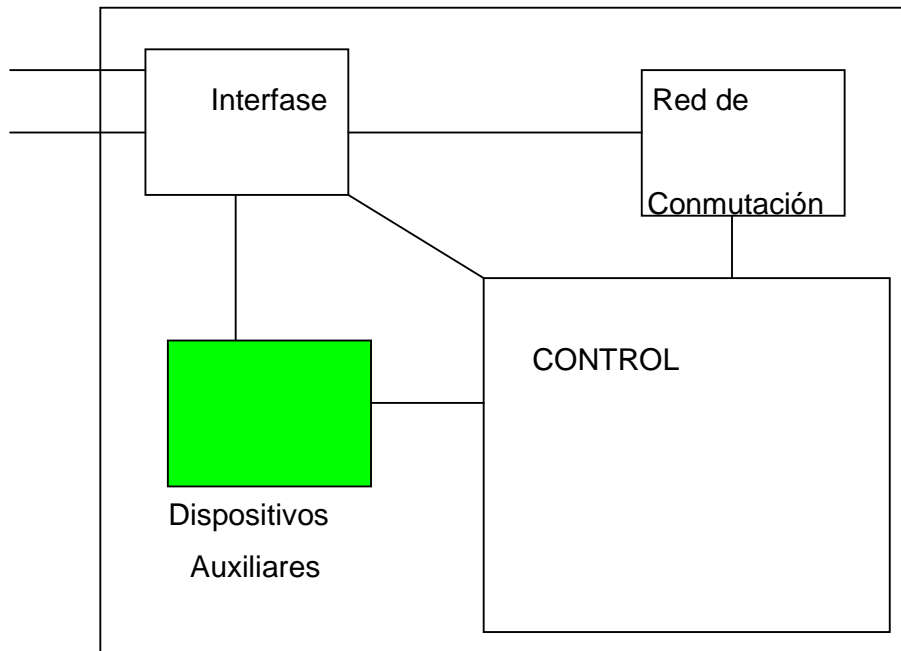 Interfase
Red de
Conmutación
CONTROL
Dispositivos
Auxiliares